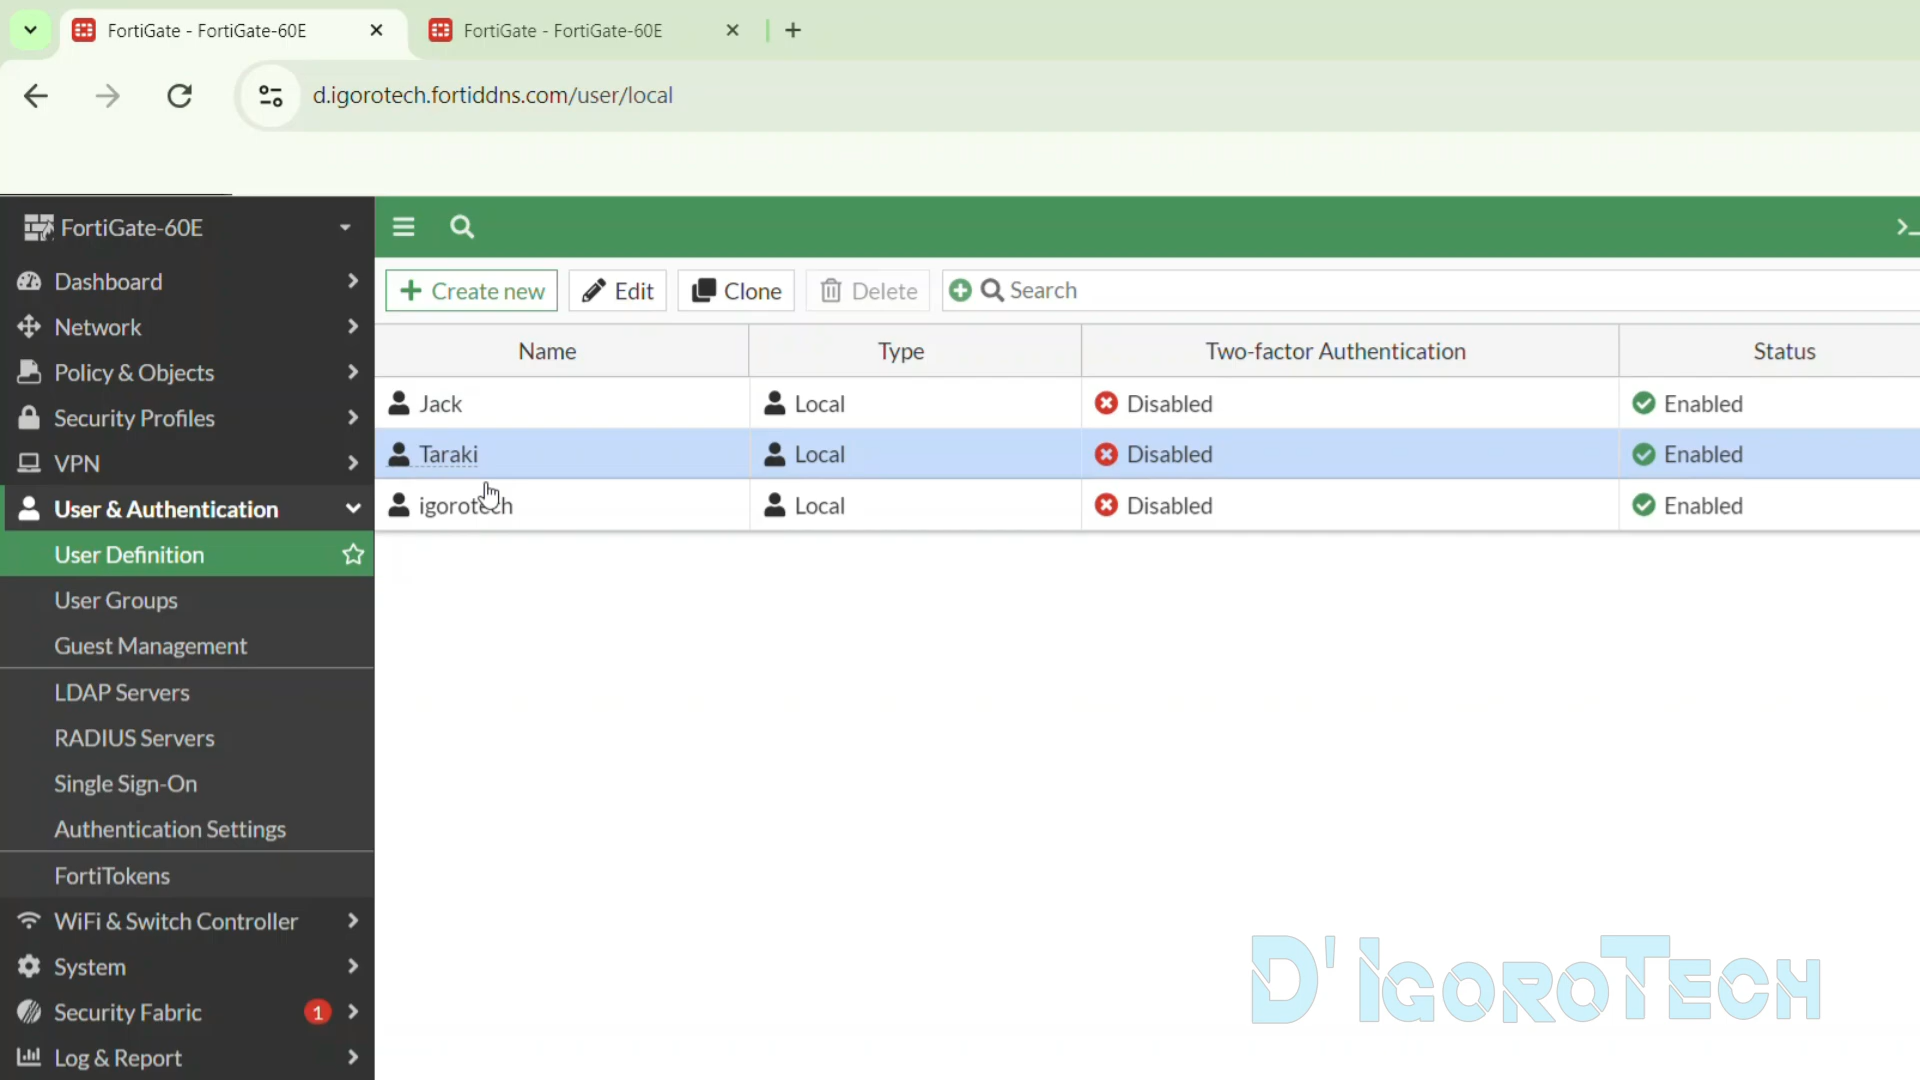 FortiGate - FortiGate-60E
FortiGate - FortiGate-60E
d.igorotech.fortiddns.com/user/local
FortiGate-60E
Dashboard
Network
Policy & Objects
Security Profiles
VPN
User & Authentication
User Definition
User Groups
Guest Management
LDAP Servers
RADIUS Servers
Single Sign-On
Authentication Settings
FortiTokens
WiFi & Switch Controller
System
Security Fabric 1
Log & Report
Create new Edit Clone Delete Search
Name Type Two-factor Authentication Status
Jack Local Disabled Enabled
Taraki Local Disabled Enabled
igorotech Local Disabled Enabled
D' IGOROTECH